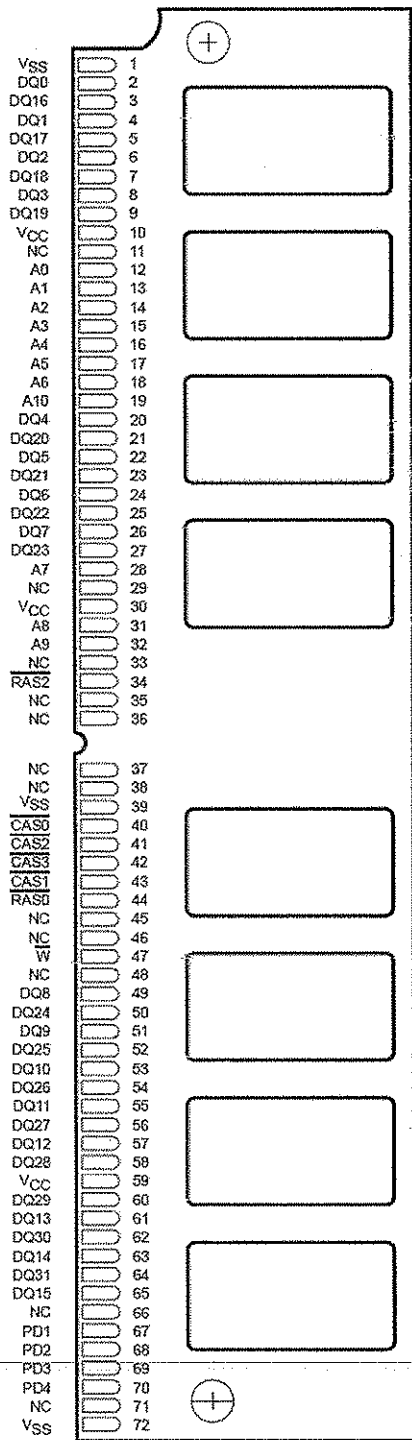 VSS 1
DQ0 2
DQ16 3
DQ1 4
DQ17 5
DQ2 6
DQ18 7
DQ3 8
DQ19 9
VCC 10
NC 11
A0 12
A1 13
A2 14
A3 15
A4 16
A5 17
A6 18
A10 19
DQ4 20
DQ20 21
DQ5 22
DQ21 23
DQ6 24
DQ22 25
DQ7 26
DQ23 27
A7 28
NC 29
VCC 30
A8 31
A9 32
NC 33
RAS2 34
NC 35
NC 36
NC 37
NC 38
VSS 39
CAS0 40
CAS2 41
CAS3 42
CAS1 43
RAS0 44
NC 45
NC 46
W 47
NC 48
DQ8 49
DQ24 50
DQ9 51
DQ25 52
DQ10 53
DQ26 54
DQ11 55
DQ27 56
DQ12 57
DQ28 58
VCC 59
DQ29 60
DQ13 61
DQ30 62
DQ14 63
DQ31 64
DQ15 65
NC 66
PD1 67
PD2 68
PD3 69
PD4 70
NC 71
VSS 72